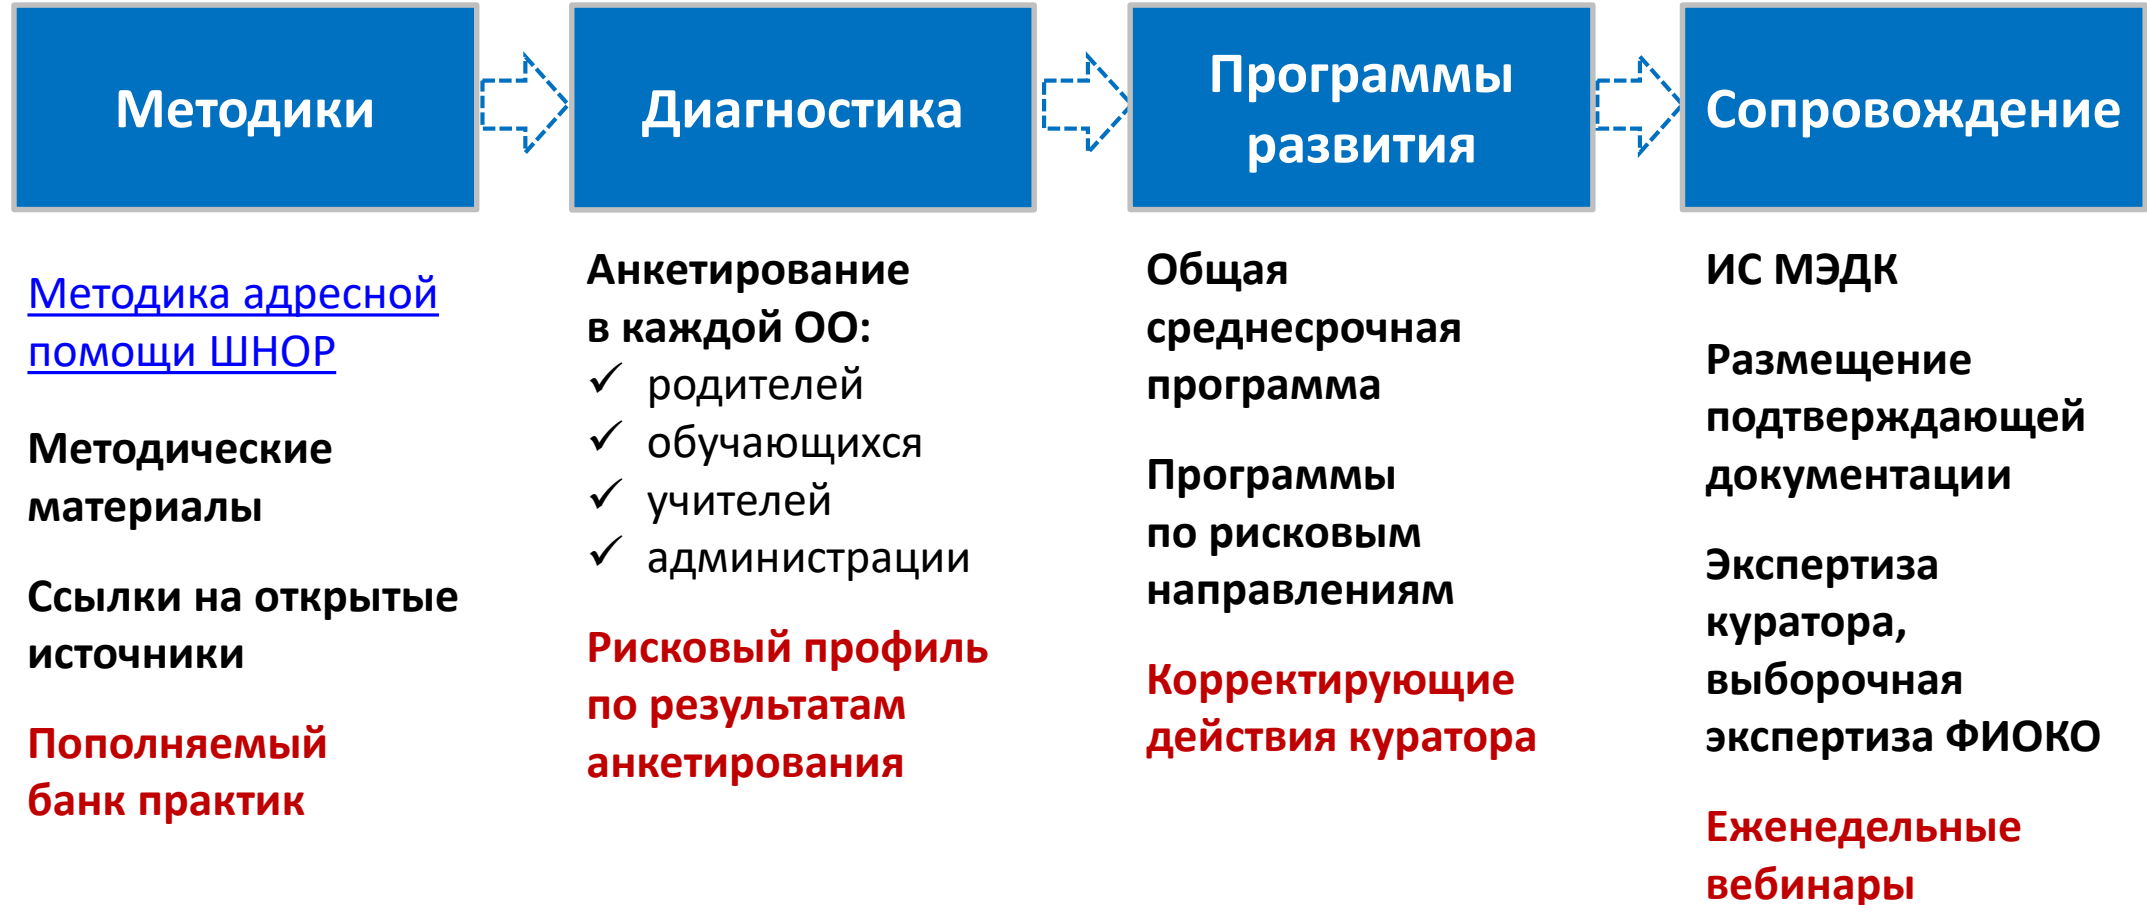 Методики
Методика адресной
помощи ШНОР
Методические
материалы
Ссылки на открытые
источники
Пополняемый
банк практик
Диагностика
Анкетирование
в каждой ОО:
✓ родителей
✓ обучающихся
✓ учителей
✓ администрации
Рисковый профиль
по результатам
анкетирования
Программы
развития
Общая
среднесрочная
программа
Программы
по рисковым
направлениям
Корректирующие
действия куратора
Сопровождение
ИС МЭДК
Размещение
подтверждающей
документации
Экспертиза
куратора,
выборочная
экспертиза ФИОКО
Еженедельные
вебинары